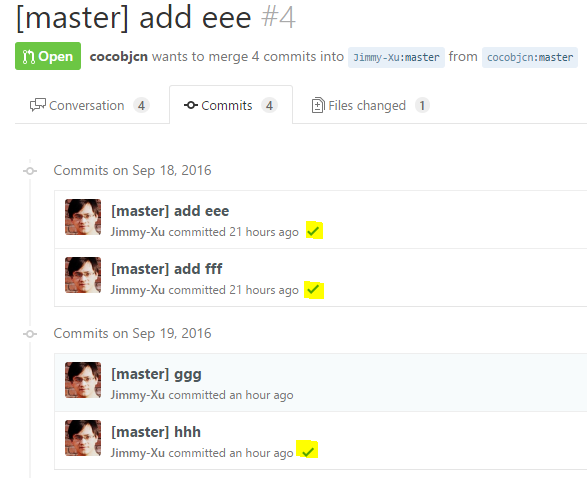 [master] add eee #4
Open cocobjcn wants to merge 4 commits into Jimmy-Xu:master from cocobjcn:master
Conversation 4 Commits 4 Files changed 1
Commits on Sep 18, 2016
[master] add eee
Jimmy-Xu committed 21 hours ago
[master] add fff
Jimmy-Xu committed 21 hours ago
Commits on Sep 19, 2016
[master] ggg
Jimmy-Xu committed an hour ago
[master] hhh
Jimmy-Xu committed an hour ago